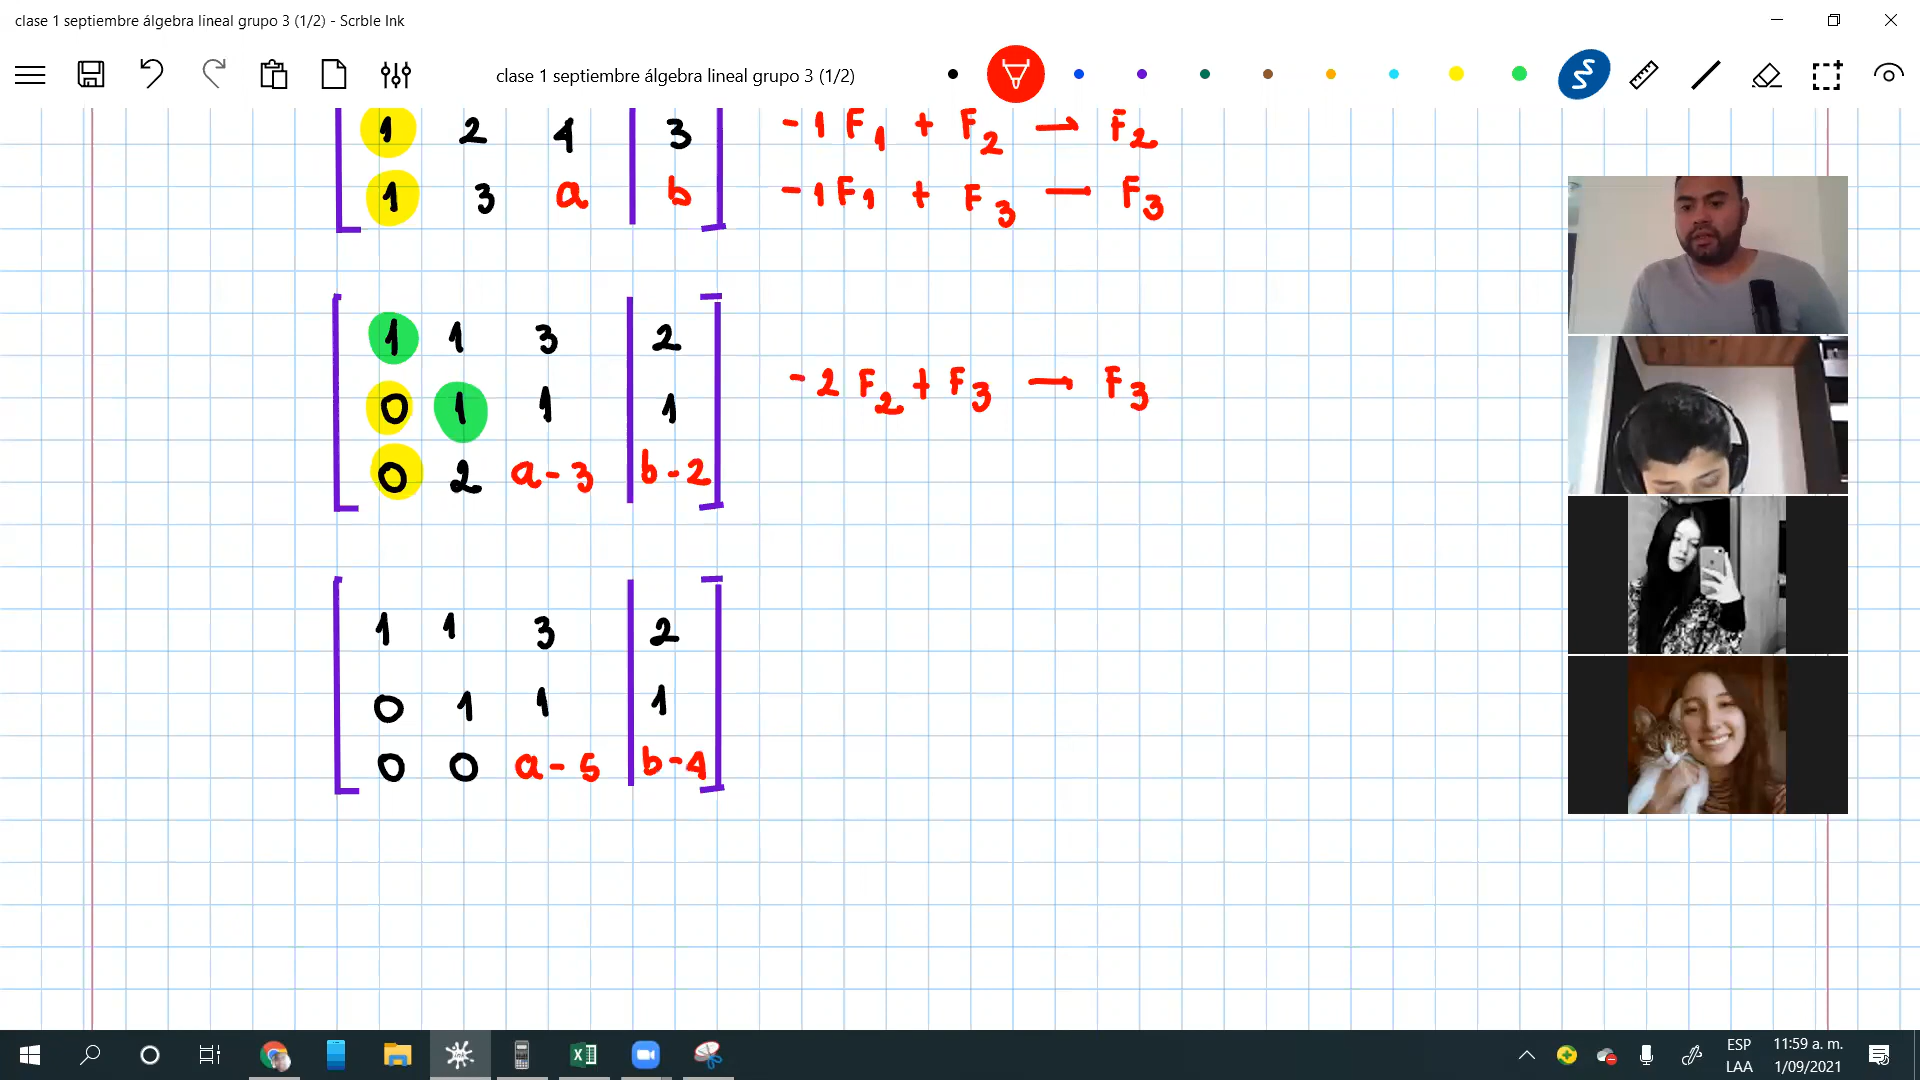 clase 1 septiembre álgebra lineal grupo 3 (1/2) - Scrble Ink
clase 1 septiembre álgebra lineal grupo 3 (1/2)
1 2 4 3 -1 F1 + F2 → F2
1 3 a b -1 F1 + F3 — F3
1 1 3 2
0 1 1 1 -2 F2 + F3 → F3
0 2 a-3 b-2
1 1 3 2
0 1 1 1
0 0 a-5 b-4
ESP 11:59 a. m.
LAA 1/09/2021